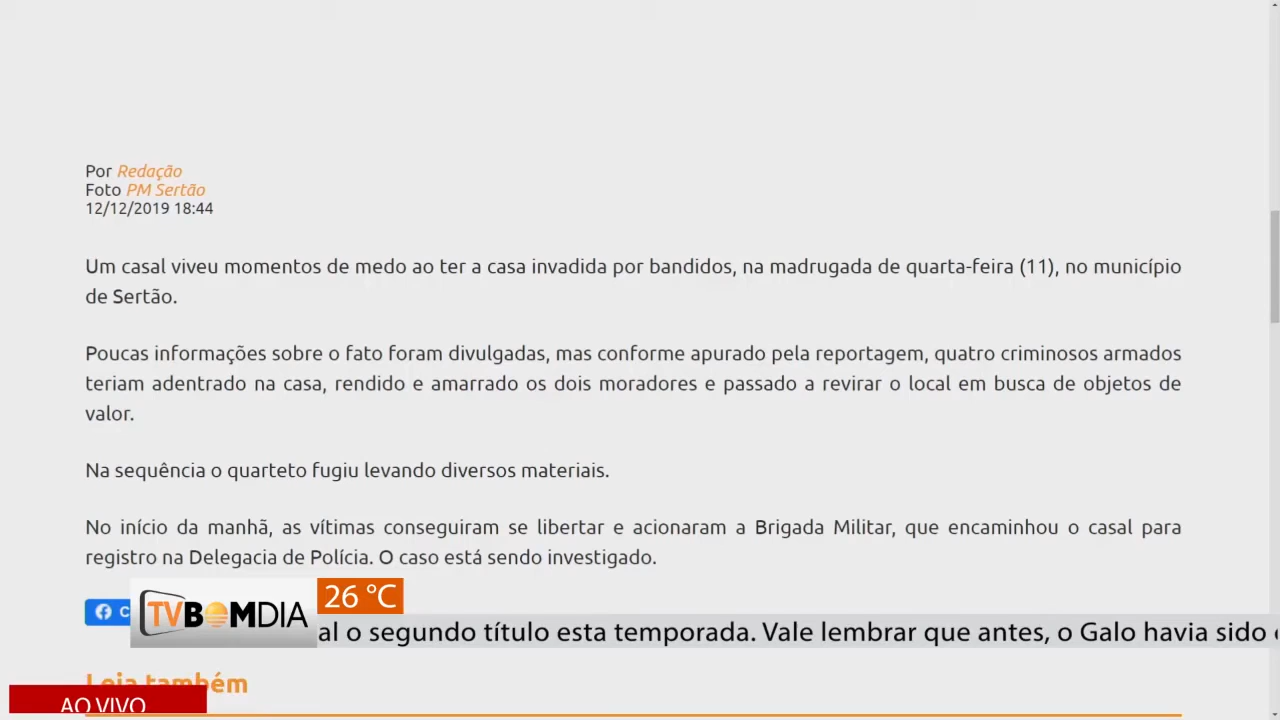 Por Redação
Foto PM Sertão
12/12/2019 18:44
Um casal viveu momentos de medo ao ter a casa invadida por bandidos, na madrugada de quarta-feira (11), no município
de Sertão.
Poucas informações sobre o fato foram divulgadas, mas conforme apurado pela reportagem, quatro criminosos armados
teriam adentrado na casa, rendido e amarrado os dois moradores e passado a revirar o local em busca de objetos de
valor.
Na sequência o quarteto fugiu levando diversos materiais.
No início da manhã, as vítimas conseguiram se libertar e acionaram a Brigada Militar, que encaminhou o casal para
registro na Delegacia de Polícia. O caso está sendo investigado.
26 °C
C
TVBOMDIA
al o segundo título esta temporada. Vale lembrar que antes, o Galo havia sido
Leia também
AO VIVO